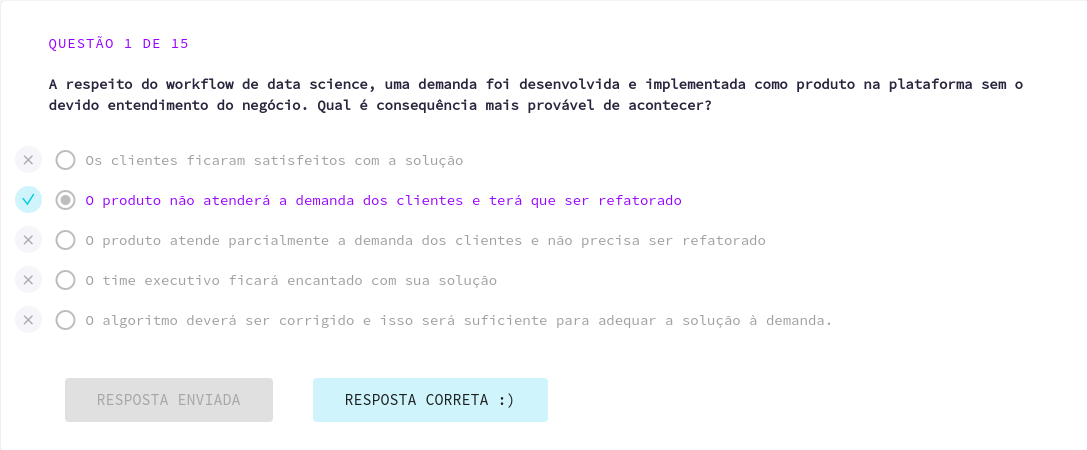 QUESTÃO 1 DE 15
A respeito do workflow de data science, uma demanda foi desenvolvida e implementada como produto na plataforma sem o
devido entendimento do negócio. Qual é consequência mais provável de acontecer?
Os clientes ficaram satisfeitos com a solução
O produto não atenderá a demanda dos clientes e terá que ser refatorado
O produto atende parcialmente a demanda dos clientes e não precisa ser refatorado
O time executivo ficará encantado com sua solução
O algoritmo deverá ser corrigido e isso será suficiente para adequar a solução à demanda.
RESPOSTA ENVIADA
RESPOSTA CORRETA :)